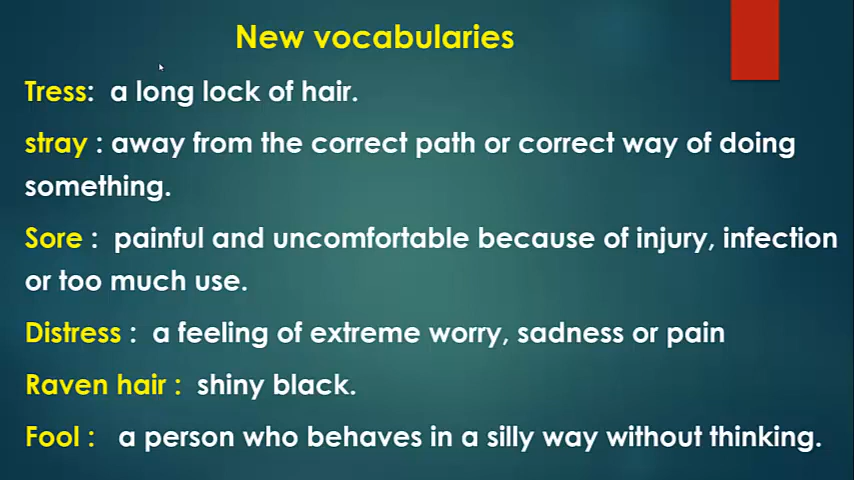 New vocabularies
Tress:  a long lock of hair.
stray : away from the correct path or correct way of doing
something.
Sore :  painful and uncomfortable because of injury, infection
or too much use.
Distress :  a feeling of extreme worry, sadness or pain
Raven hair :  shiny black.
Fool :   a person who behaves in a silly way without thinking.